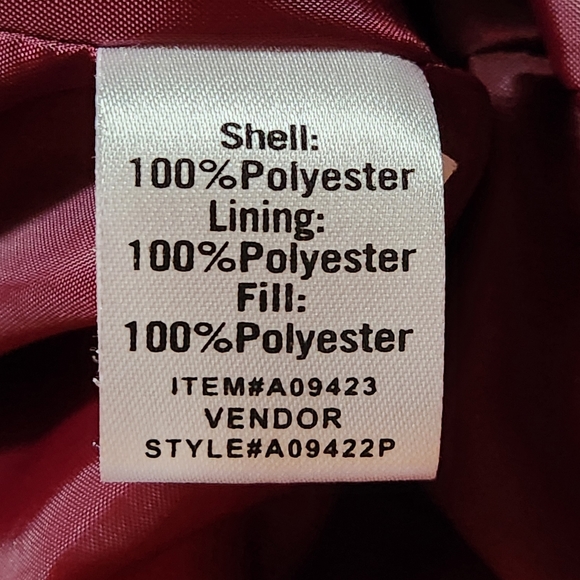 Shell:
100%Polyester
Lining:
100%Polyester
Fill:
100%Polyester
ITEM#A09423
VENDOR
STYLE#A09422P